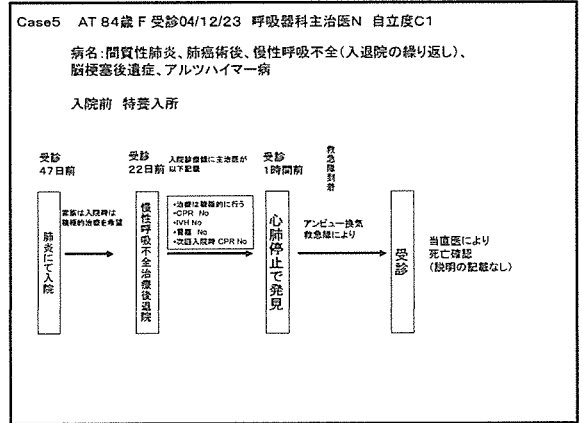 Case5 AT 84歳 F 受診04/12/23 呼吸器科主治医N 自立度C1
病名:間質性肺炎、肺癌術後、慢性呼吸不全(入退院の繰り返し)、
脳梗塞後遺症、アルツハイマー病
入院前 特養入所
受診
47日前
肺炎にて入院
家族は入院時は
積極的治療を希望
受診
22日前
慢性呼吸不全治療後退院
入院診療録に主治医が
以下記載
・治療は積極的に行う
・CPR No
・IVH No
・胃瘻 No
・次回入院時 CPR No
受診
1時間前
心肺停止で発見
救急隊到着
アンビュー換気
救急隊により
受診
当直医により
死亡確認
(説明の記載なし)